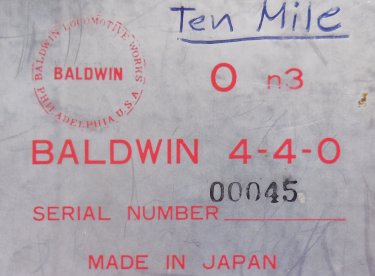 Ten Mile
BALDWIN LOCOMOTIVE WORKS
BALDWIN
PHILADELPHIA U.S.A.
O n3
BALDWIN 4-4-0
00045
SERIAL NUMBER
MADE IN JAPAN